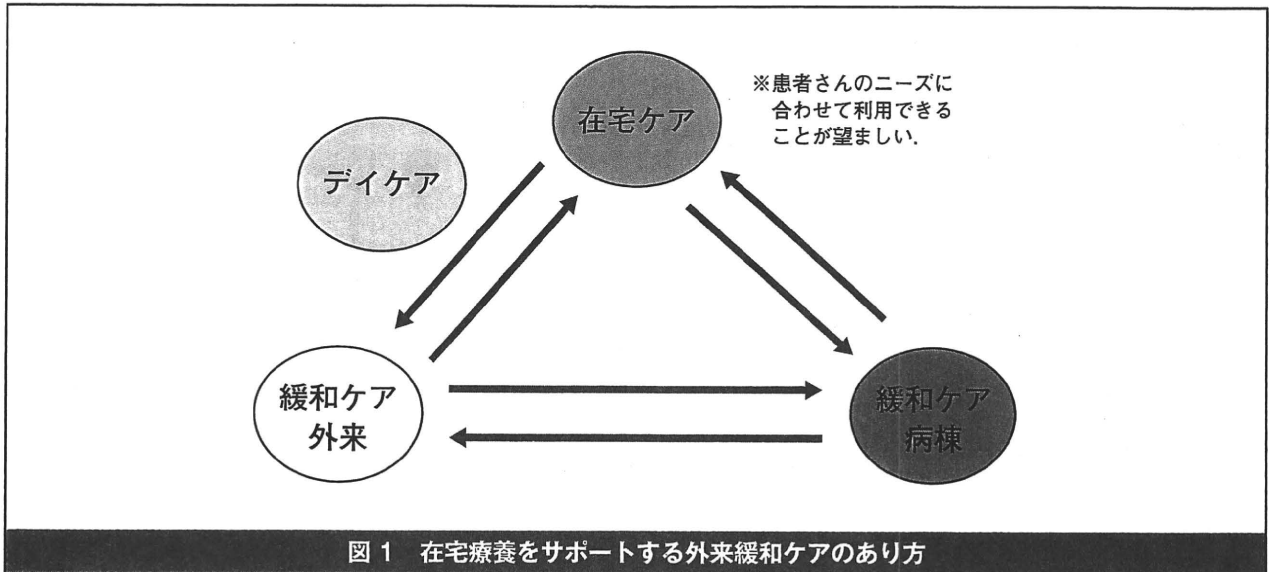 在宅ケア
※患者さんのニーズに
合わせて利用できる
ことが望ましい.
デイケア
緩和ケア
外来
緩和ケア
病棟
図 1 在宅療養をサポートする外来緩和ケアのあり方